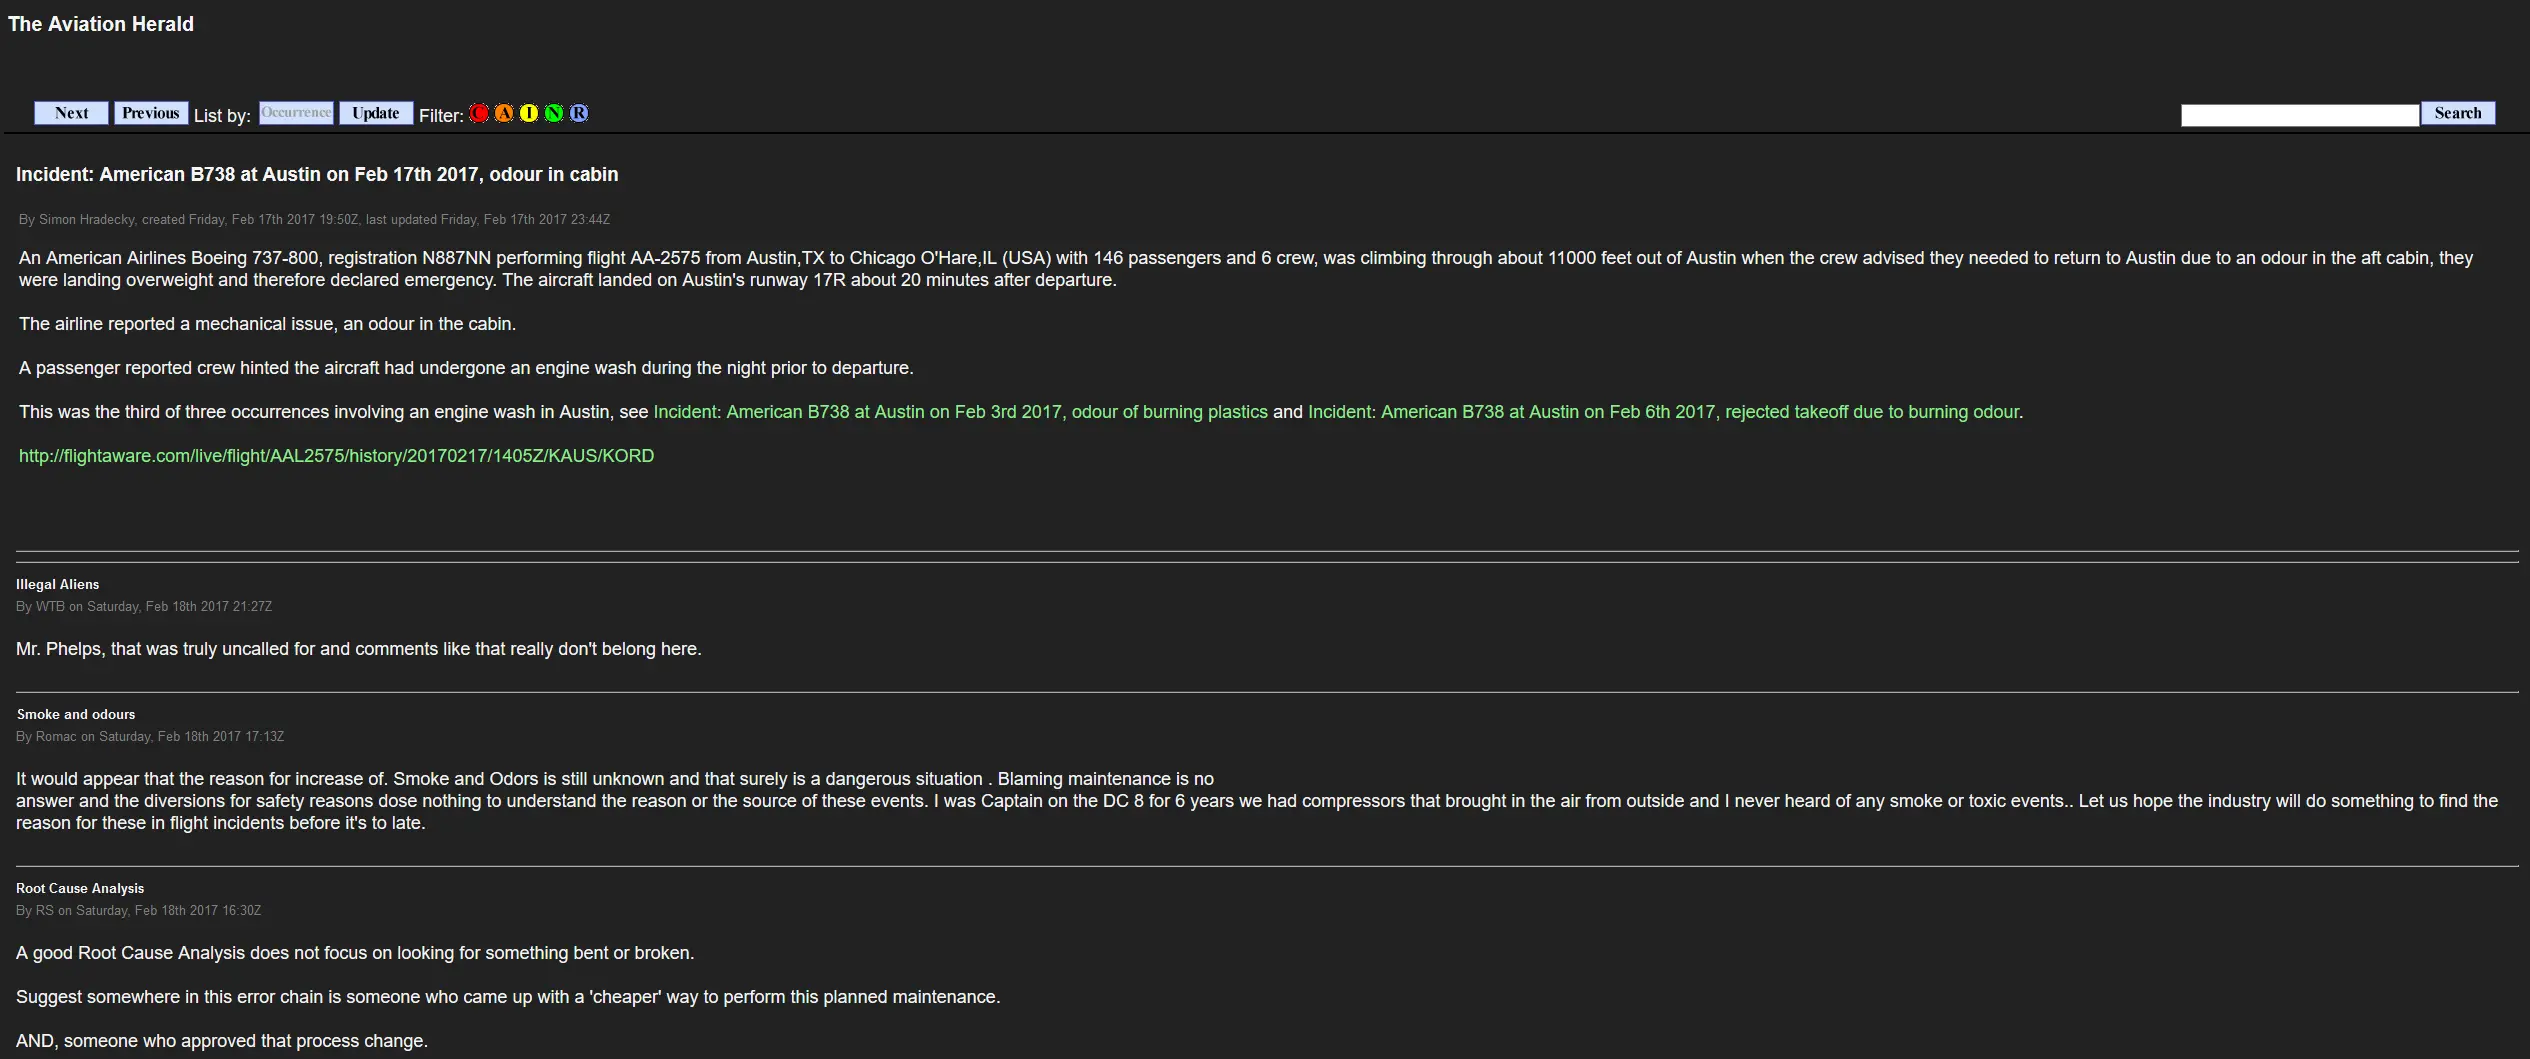 The Aviation Herald
Next Previous List by: Occurrence Update Filter: C A I N R Search
Incident: American B738 at Austin on Feb 17th 2017, odour in cabin
By Simon Hradecky, created Friday, Feb 17th 2017 19:50Z, last updated Friday, Feb 17th 2017 23:44Z
An American Airlines Boeing 737-800, registration N887NN performing flight AA-2575 from Austin,TX to Chicago O'Hare,IL (USA) with 146 passengers and 6 crew, was climbing through about 11000 feet out of Austin when the crew advised they needed to return to Austin due to an odour in the aft cabin, they
were landing overweight and therefore declared emergency. The aircraft landed on Austin's runway 17R about 20 minutes after departure.
The airline reported a mechanical issue, an odour in the cabin.
A passenger reported crew hinted the aircraft had undergone an engine wash during the night prior to departure.
This was the third of three occurrences involving an engine wash in Austin, see Incident: American B738 at Austin on Feb 3rd 2017, odour of burning plastics and Incident: American B738 at Austin on Feb 6th 2017, rejected takeoff due to burning odour.
http://flightaware.com/live/flight/AAL2575/history/20170217/1405Z/KAUS/KORD
Illegal Aliens
By WTB on Saturday, Feb 18th 2017 21:27Z
Mr. Phelps, that was truly uncalled for and comments like that really don't belong here.
Smoke and odours
By Romac on Saturday, Feb 18th 2017 17:13Z
It would appear that the reason for increase of. Smoke and Odors is still unknown and that surely is a dangerous situation . Blaming maintenance is no
answer and the diversions for safety reasons dose nothing to understand the reason or the source of these events. I was Captain on the DC 8 for 6 years we had compressors that brought in the air from outside and I never heard of any smoke or toxic events.. Let us hope the industry will do something to find the
reason for these in flight incidents before it's to late.
Root Cause Analysis
By RS on Saturday, Feb 18th 2017 16:30Z
A good Root Cause Analysis does not focus on looking for something bent or broken.
Suggest somewhere in this error chain is someone who came up with a 'cheaper' way to perform this planned maintenance.
AND, someone who approved that process change.